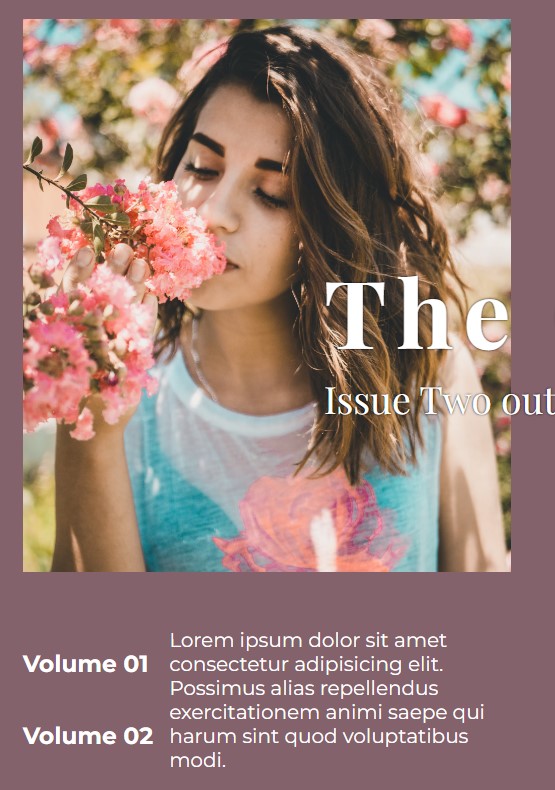 The
Issue Two out
Volume 01
Volume 02
Lorem ipsum dolor sit amet
consectetur adipisicing elit.
Possimus alias repellendus
exercitationem animi saepe qui
harum sint quod voluptatibus
modi.